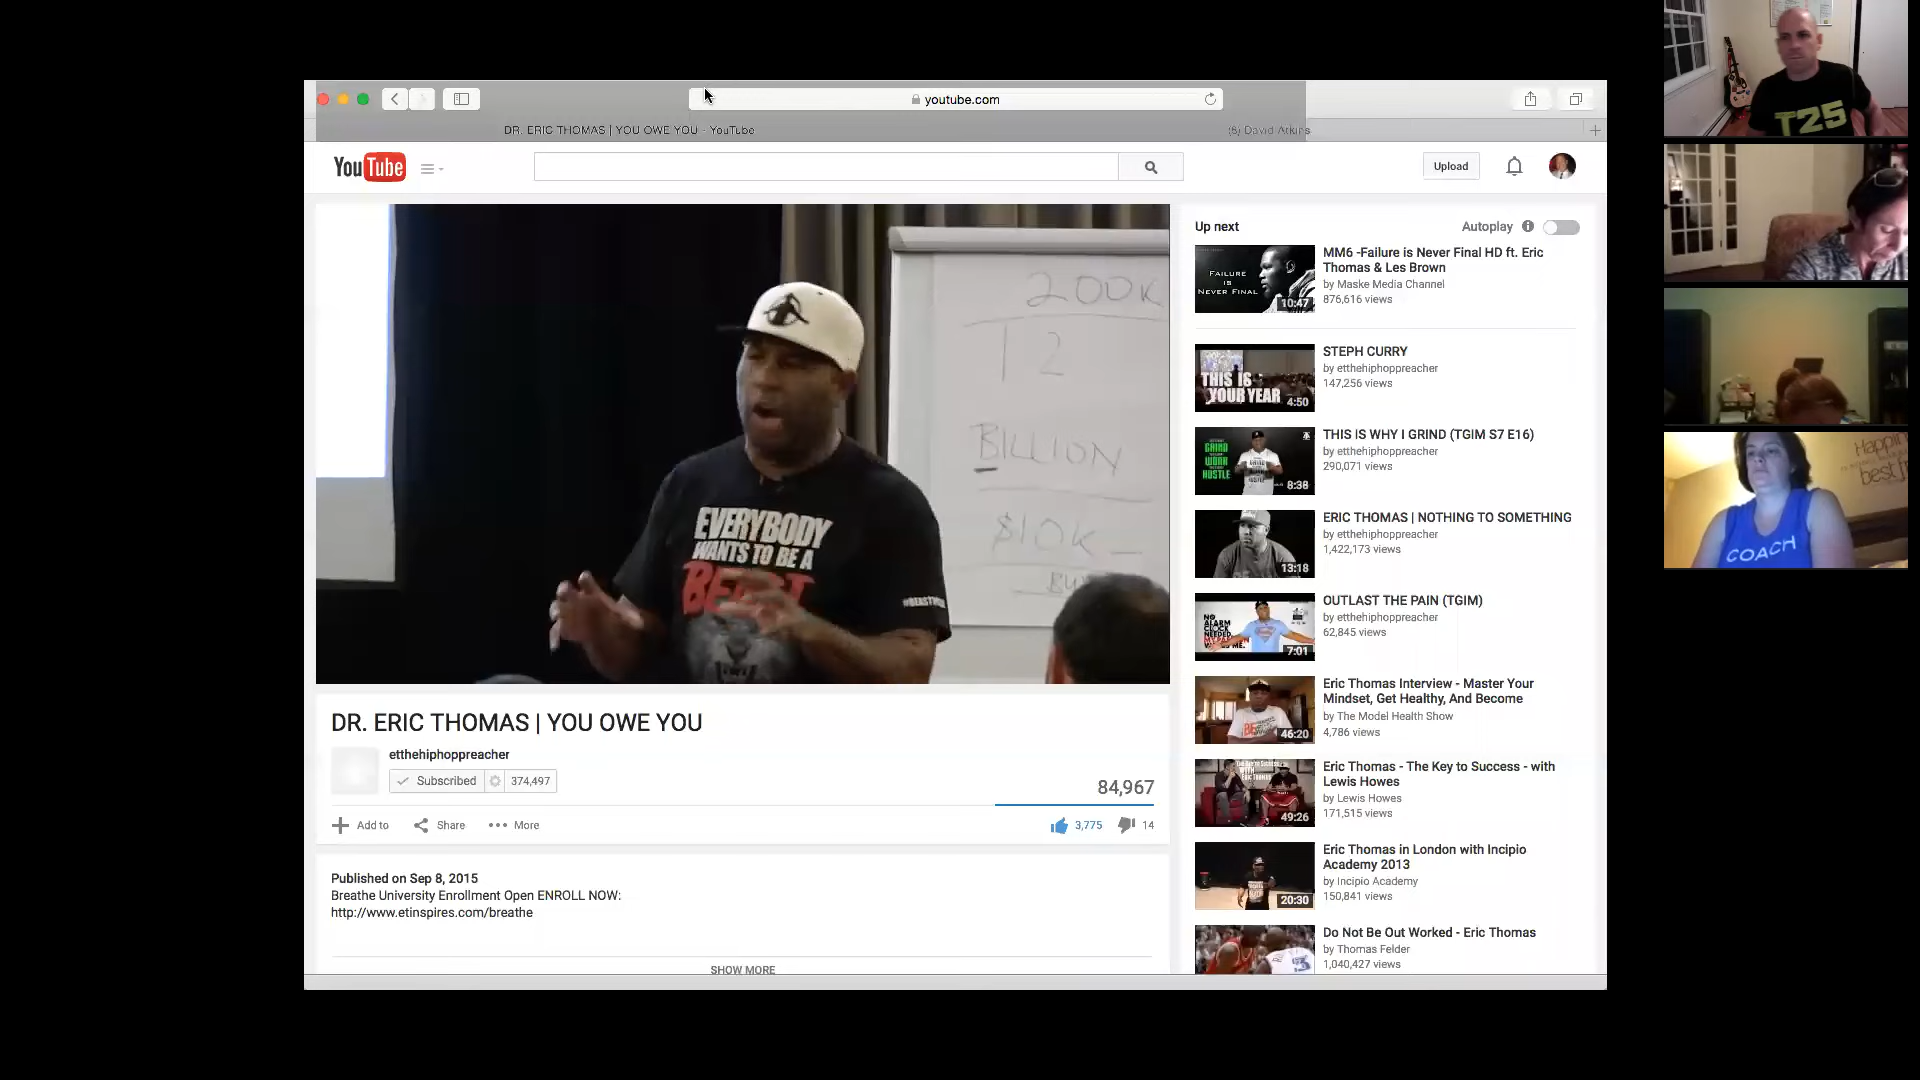 youtube.com
DR. ERIC THOMAS | YOU OWE YOU - YouTube
(5) David Atkins
YouTube
Upload
200K
12
BILLION
$10K
EVERYBODY
WANTS TO BE A
BEAST
DR. ERIC THOMAS | YOU OWE YOU
etthehiphoppreacher
Subscribed 374,497
84,967
Add to Share More 3,775 14
Published on Sep 8, 2015
Breathe University Enrollment Open ENROLL NOW:
http://www.etinspires.com/breathe
SHOW MORE
Up next Autoplay
FAILURE
IS
NEVER FINAL
10:47
MM6 -Failure is Never Final HD ft. Eric
Thomas & Les Brown
by Maske Media Channel
876,616 views
THIS IS
YOUR YEAR
4:50
STEPH CURRY
by etthehiphoppreacher
147,256 views
GRIND
WORK
HUSTLE
8:38
THIS IS WHY I GRIND (TGIM S7 E16)
by etthehiphoppreacher
290,071 views
13:18
ERIC THOMAS | NOTHING TO SOMETHING
by etthehiphoppreacher
1,422,173 views
NO
ALARM
CLOCK
NEEDED.
7:01
OUTLAST THE PAIN (TGIM)
by etthehiphoppreacher
62,845 views
46:20
Eric Thomas Interview - Master Your
Mindset, Get Healthy, And Become
by The Model Health Show
4,786 views
49:26
Eric Thomas - The Key to Success - with
Lewis Howes
by Lewis Howes
171,515 views
20:30
Eric Thomas in London with Incipio
Academy 2013
by Incipio Academy
150,841 views
Do Not Be Out Worked - Eric Thomas
by Thomas Felder
1,040,427 views
T25
COACH